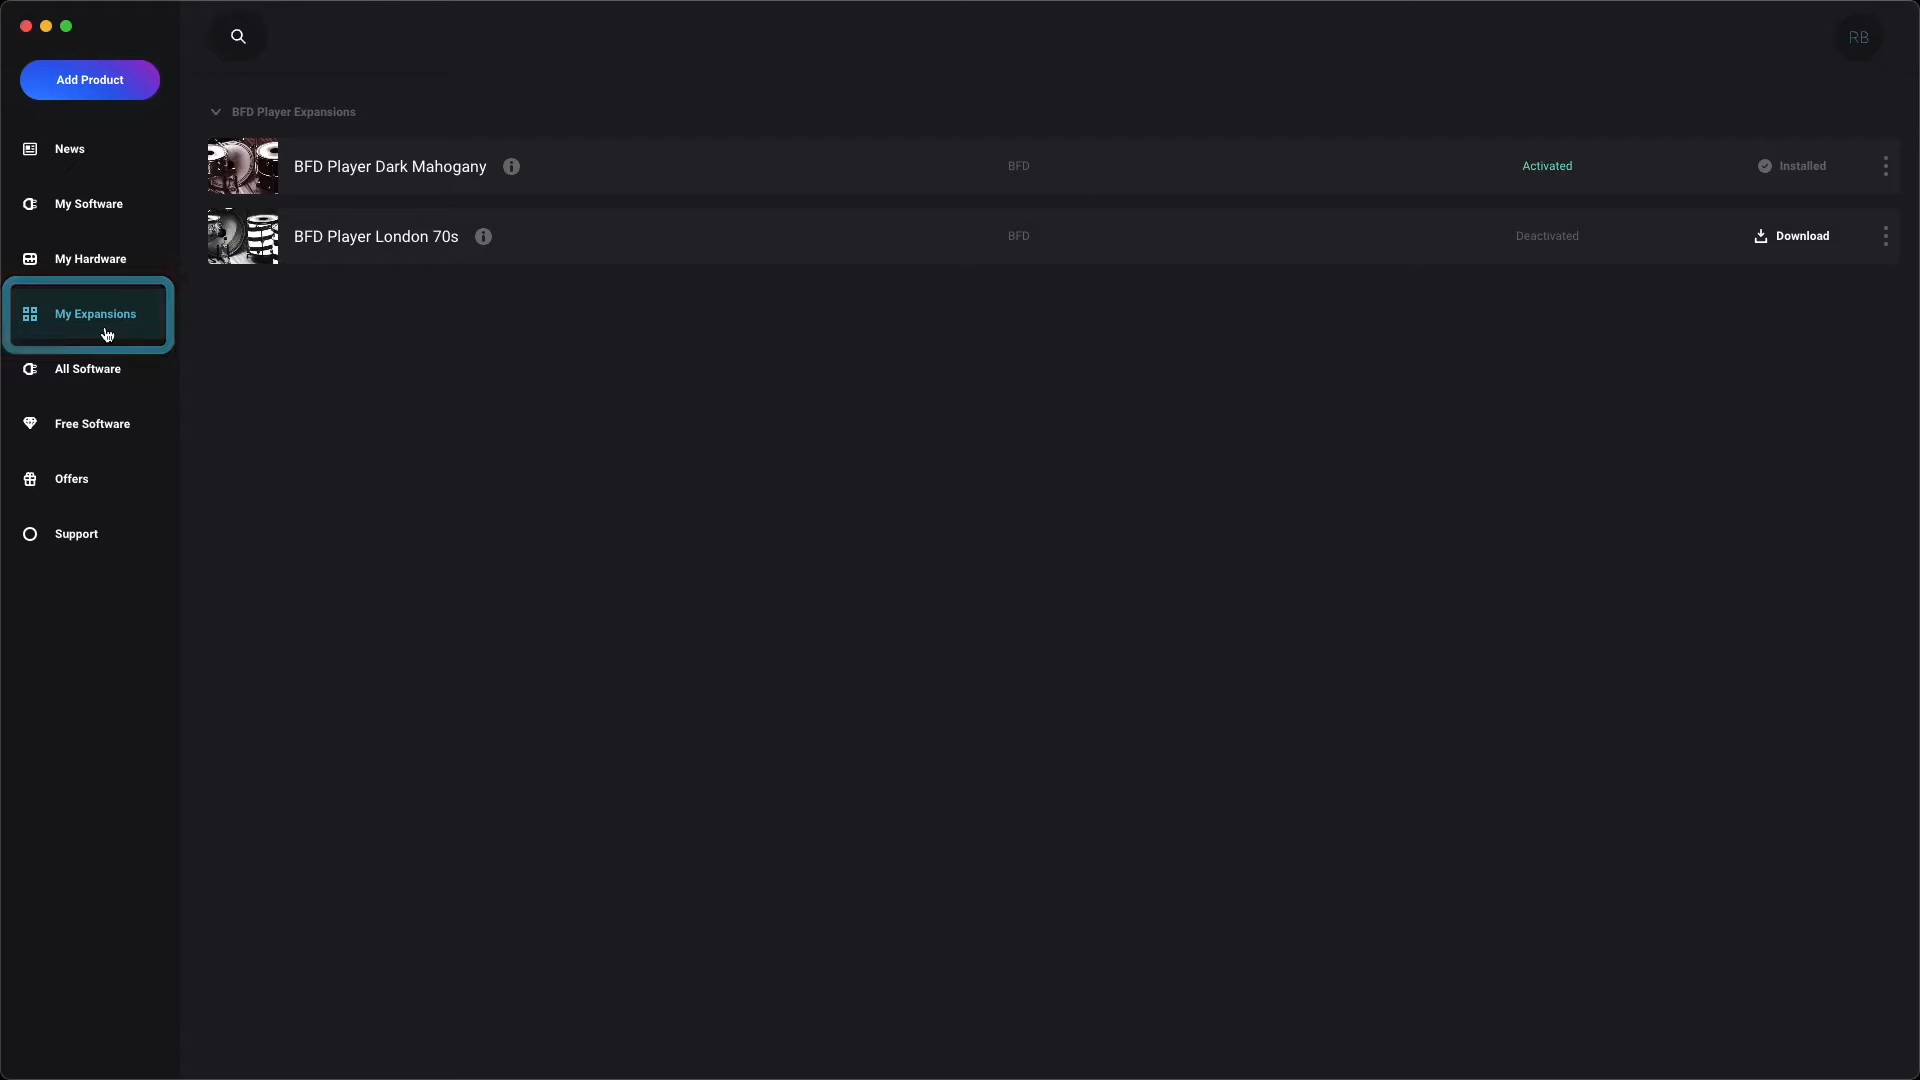 Add Product
News
My Software
My Hardware
My Expansions
All Software
Free Software
Offers
Support
RB
BFD Player Expansions
BFD Player Dark Mahogany BFD Activated Installed
BFD Player London 70s BFD Deactivated Download